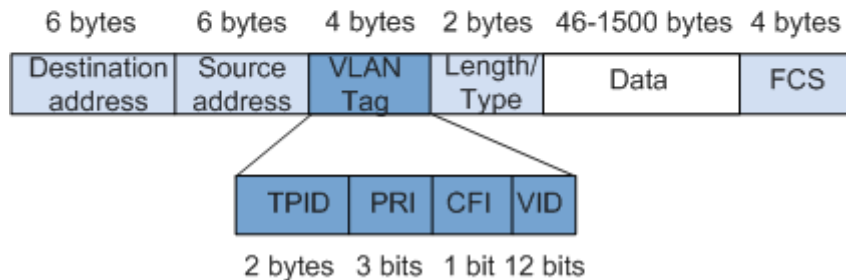 6 bytes 6 bytes 4 bytes 2 bytes 46-1500 bytes 4 bytes
Destination address
Source address
VLAN Tag
Length/ Type
Data
FCS
TPID PRI CFI VID
2 bytes 3 bits 1 bit 12 bits